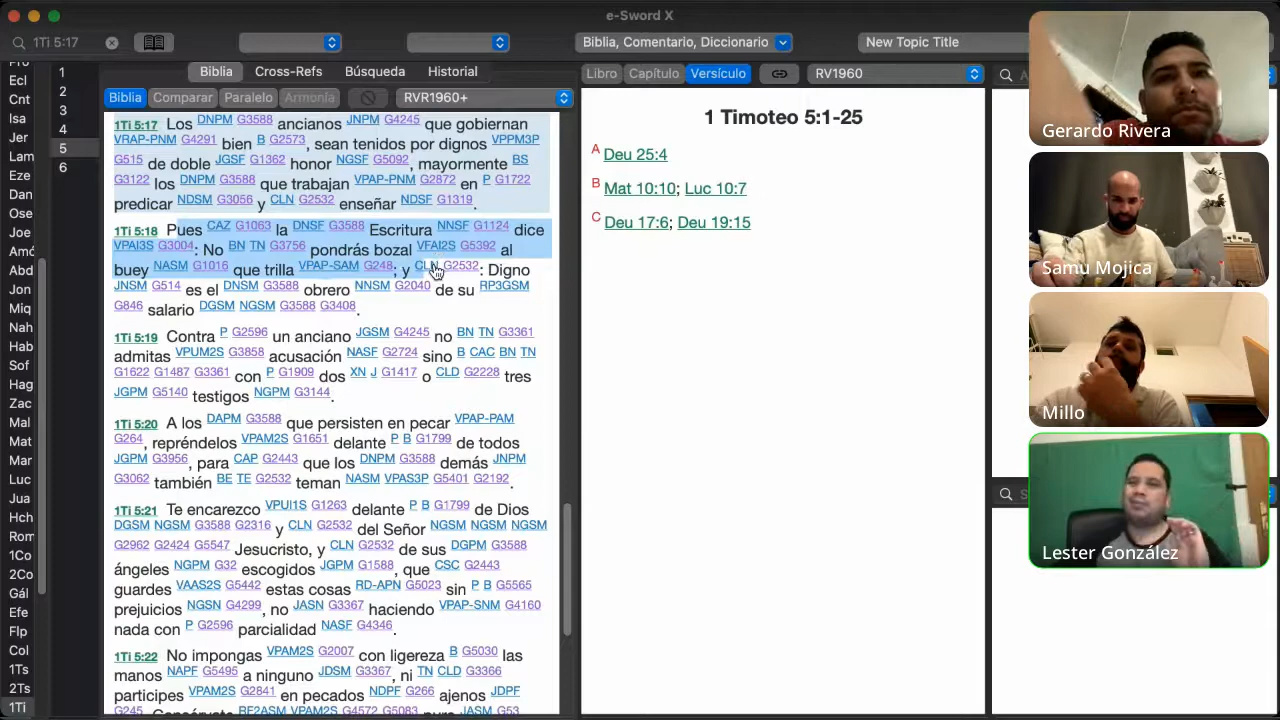 e-Sword X
1Ti 5:17
Biblia, Comentario, Diccionario
New Topic Title
Biblia Cross-Refs Búsqueda Historial
Libro Capítulo Versículo RV1960
Biblia Comparar Paralelo Armonía RVR1960+
Ecl
Cnt
Isa
Jer
Lam
Eze
Dan
Ose
Joe
Amó
Abd
Jon
Miq
Nah
Hab
Sof
Hag
Zac
Mal
Mat
Mar
Luc
Jua
Hch
Rom
1Co
2Co
Gál
Efe
Flp
Col
1Ts
2Ts
1Ti
1
2
3
4
5
6
1Ti 5:17 Los DNPM G3588 ancianos JNPM G4245 que gobiernan
VRAP-PNM G4291 bien B G2573, sean tenidos por dignos VPPM3P
G515 de doble JGSF G1362 honor NGSF G5092, mayormente BS
G3122 los DNPM G3588 que trabajan VPAP-PNM G2872 en P G1722
predicar NDSM G3056 y CLN G2532 enseñar NDSF G1319.
1Ti 5:18 Pues CAZ G1063 la DNSF G3588 Escritura NNSF G1124 dice
VPAI3S G3004: No BN TN G3756 pondrás bozal VFAI2S G5392 al
buey NASM G1016 que trilla VPAP-SAM G248; y CLN G2532: Digno
JNSM G514 es el DNSM G3588 obrero NNSM G2040 de su RP3GSM
G846 salario DGSM NGSM G3588 G3408.
1Ti 5:19 Contra P G2596 un anciano JGSM G4245 no BN TN G3361
admitas VPUM2S G3858 acusación NASF G2724 sino B CAC BN TN
G1622 G1487 G3361 con P G1909 dos XN J G1417 o CLD G2228 tres
JGPM G5140 testigos NGPM G3144.
1Ti 5:20 A los DAPM G3588 que persisten en pecar VPAP-PAM
G264, repréndelos VPAM2S G1651 delante P B G1799 de todos
JGPM G3956, para CAP G2443 que los DNPM G3588 demás JNPM
G3062 también BE TE G2532 teman NASM VPAS3P G5401 G2192.
1Ti 5:21 Te encarezco VPUI1S G1263 delante P B G1799 de Dios
DGSM NGSM G3588 G2316 y CLN G2532 del Señor NGSM NGSM NGSM
G2962 G2424 G5547 Jesucristo, y CLN G2532 de sus DGPM G3588
ángeles NGPM G32 escogidos JGPM G1588, que CSC G2443
guardes VAAS2S G5442 estas cosas RD-APN G5023 sin P B G5565
prejuicios NGSN G4299, no JASN G3367 haciendo VPAP-SNM G4160
nada con P G2596 parcialidad NASF G4346.
1Ti 5:22 No impongas VPAM2S G2007 con ligereza B G5030 las
manos NAPF G5495 a ninguno JDSM G3367, ni TN CLD G3366
participes VPAM2S G2841 en pecados NDPF G266 ajenos JDPF
1 Timoteo 5:1-25
A Deu 25:4
B Mat 10:10; Luc 10:7
C Deu 17:6; Deu 19:15
Gerardo Rivera
Samu Mojica
Millo
Lester González